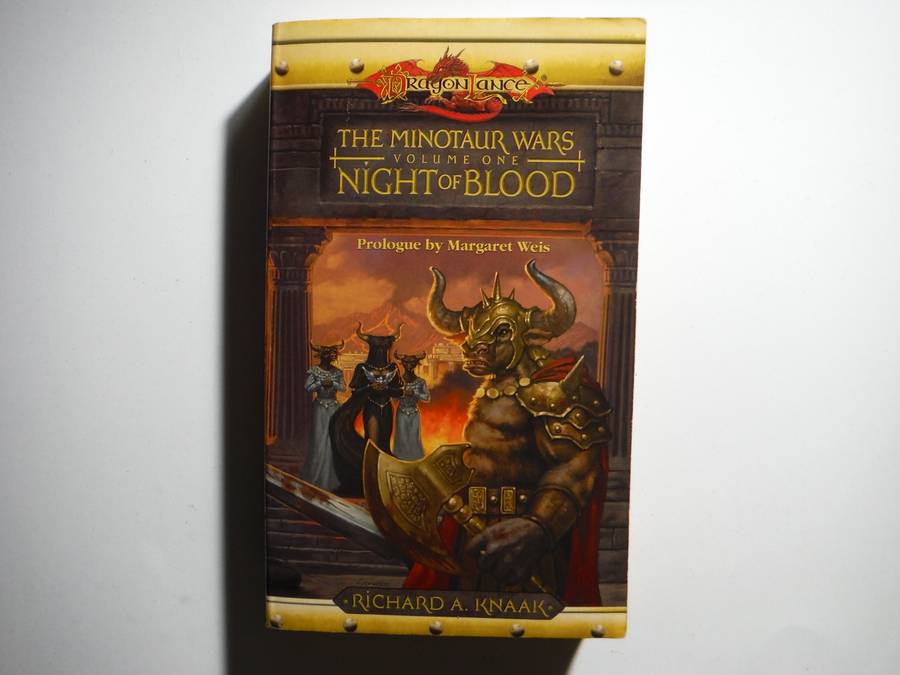 DRAGONLANCE
THE MINOTAUR WARS
VOLUME ONE
NIGHT OF BLOOD
Prologue by Margaret Weis
RICHARD A. KNAAK